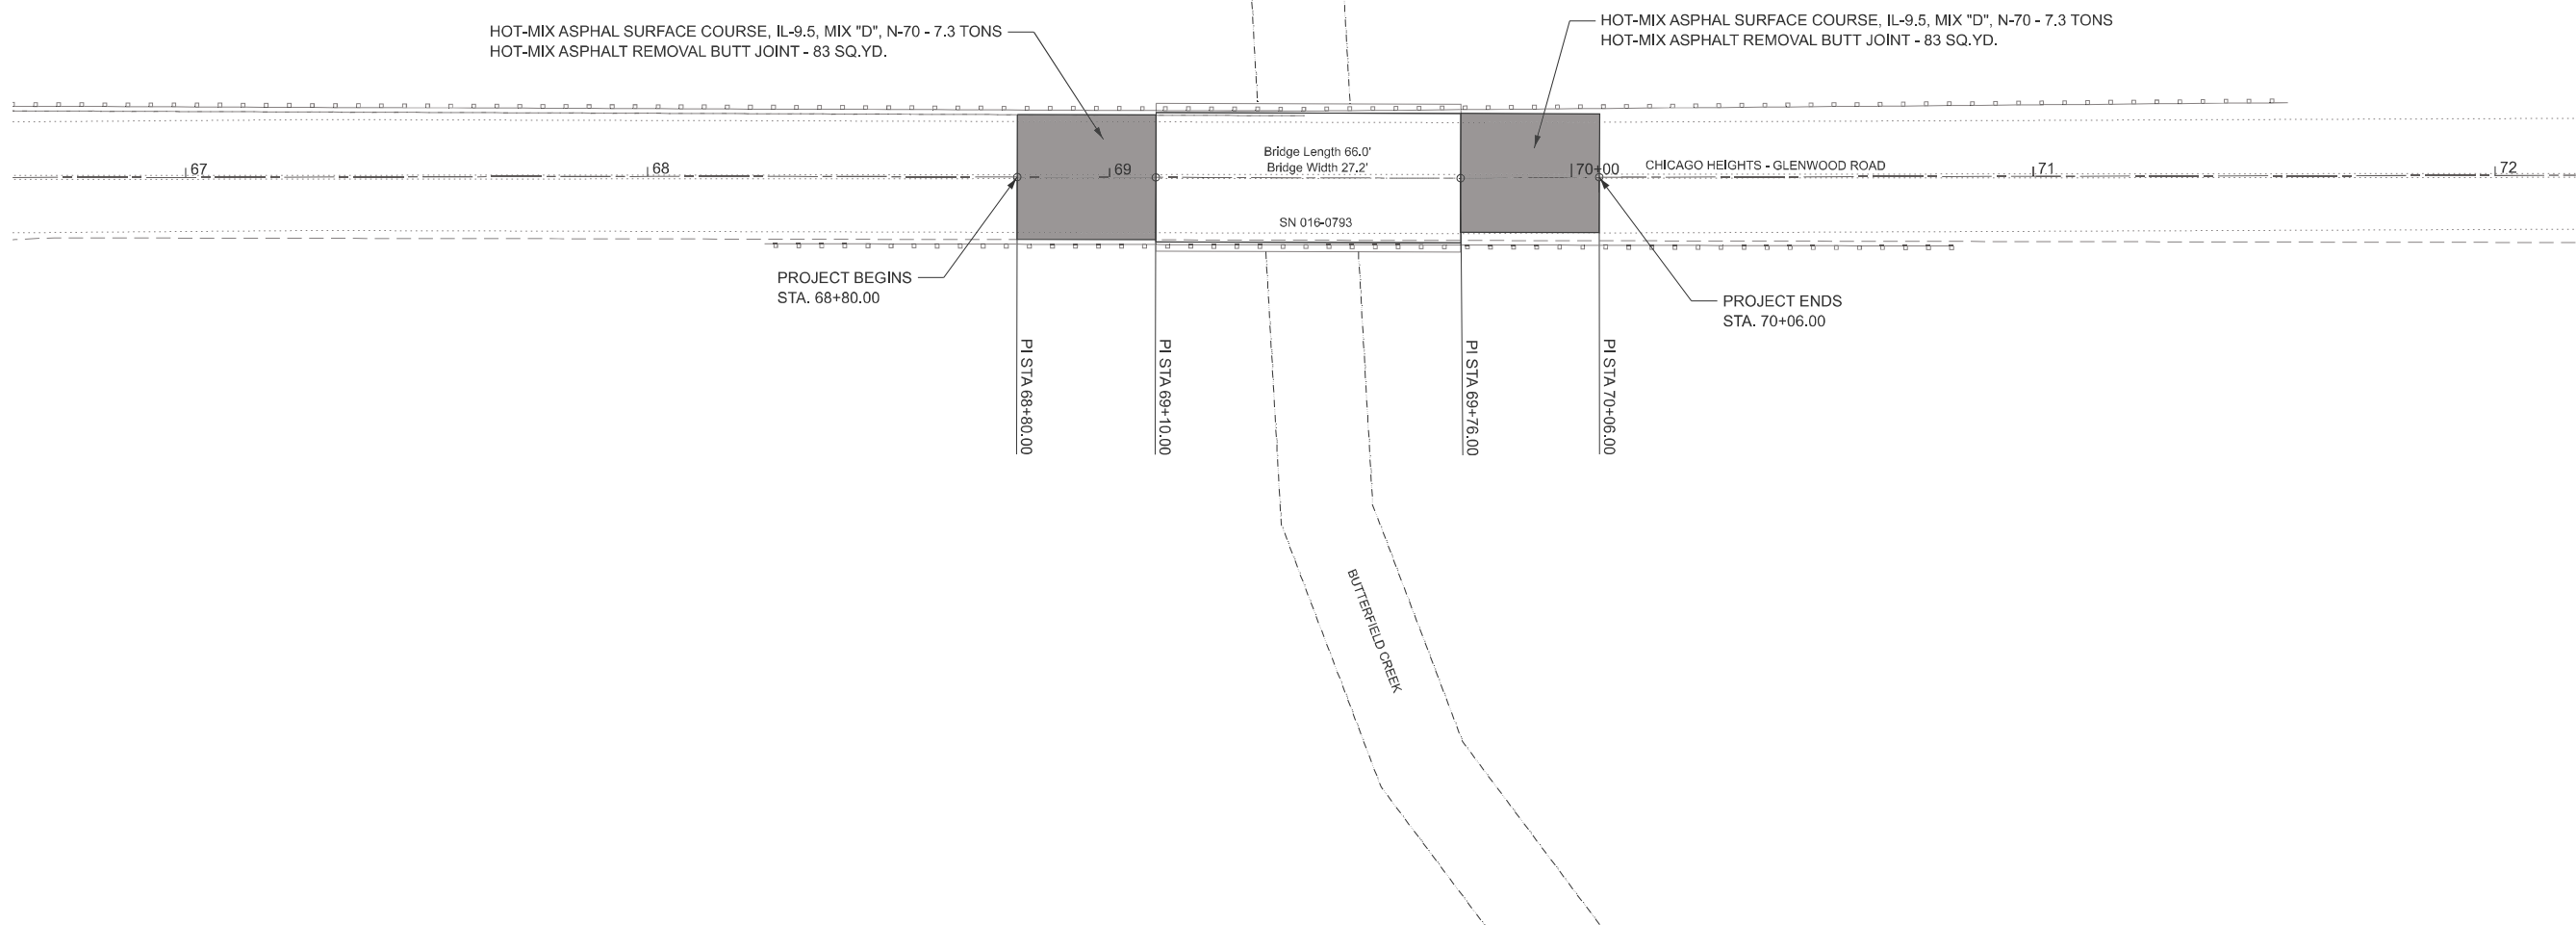 HOT-MIX ASPHAL SURFACE COURSE, IL-9.5, MIX "D", N-70 - 7.3 TONS
HOT-MIX ASPHALT REMOVAL BUTT JOINT - 83 SQ.YD.
HOT-MIX ASPHAL SURFACE COURSE, IL-9.5, MIX "D", N-70 - 7.3 TONS
HOT-MIX ASPHALT REMOVAL BUTT JOINT - 83 SQ.YD.
67
68
69
Bridge Length 66.0'
Bridge Width 27.2'
SN 016-0793
70+00
CHICAGO HEIGHTS - GLENWOOD ROAD
71
72
PROJECT BEGINS
STA. 68+80.00
PROJECT ENDS
STA. 70+06.00
PI STA 68+80.00
PI STA 69+10.00
PI STA 69+76.00
PI STA 70+06.00
BUTTERFIELD CREEK